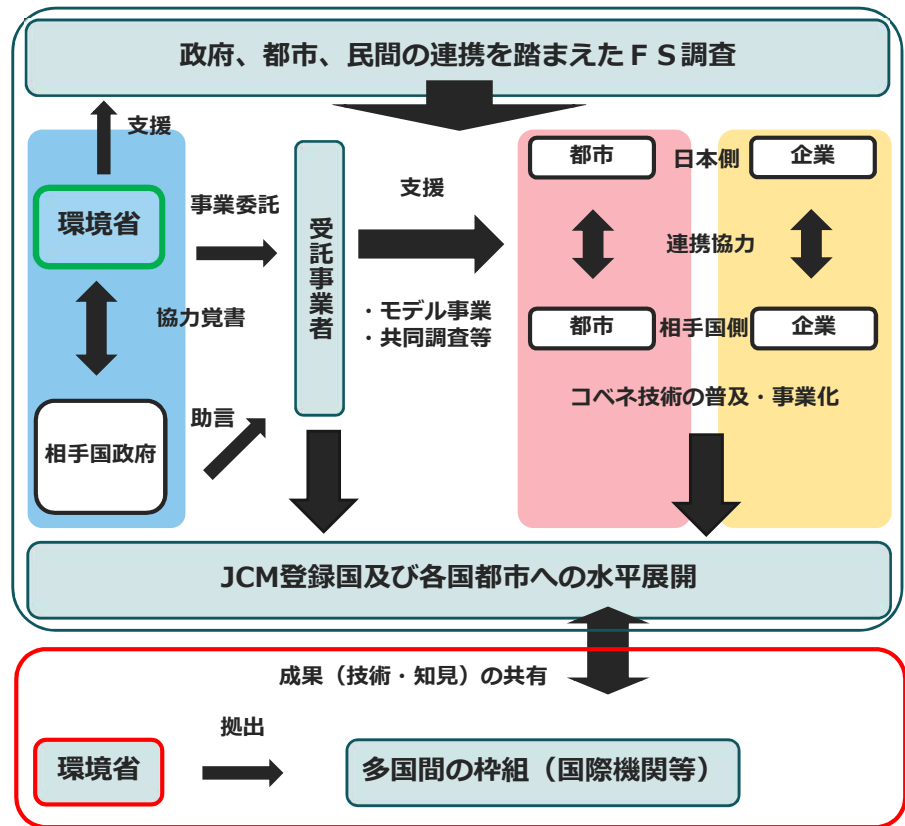 政府、都市、民間の連携を踏まえたＦＳ調査
支援
環境省
事業委託
協力覚書
助言
相手国政府
受託事業者
支援
・モデル事業
・共同調査等
都市
日本側
企業
連携協力
都市
相手国側
企業
コベネ技術の普及・事業化
JCM登録国及び各国都市への水平展開
成果（技術・知見）の共有
環境省
拠出
多国間の枠組（国際機関等）